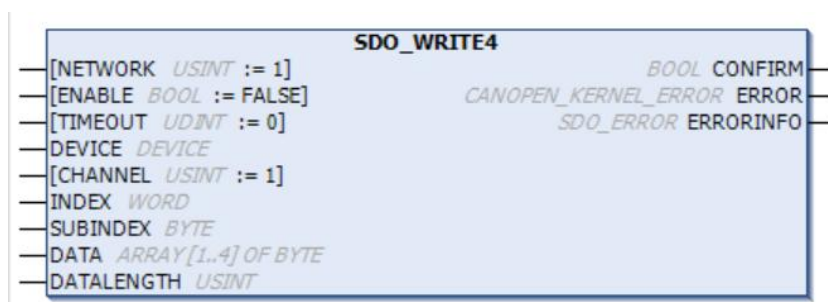 SDO_WRITE4
[NETWORK USINT := 1] BOOL CONFIRM
[ENABLE BOOL := FALSE] CANOPEN_KERNEL_ERROR ERROR
[TIMEOUT UDINT := 0] SDO_ERROR ERRORINFO
DEVICE DEVICE
[CHANNEL USINT := 1]
INDEX WORD
SUBINDEX BYTE
DATA ARRAY [1..4] OF BYTE
DATALENGTH USINT